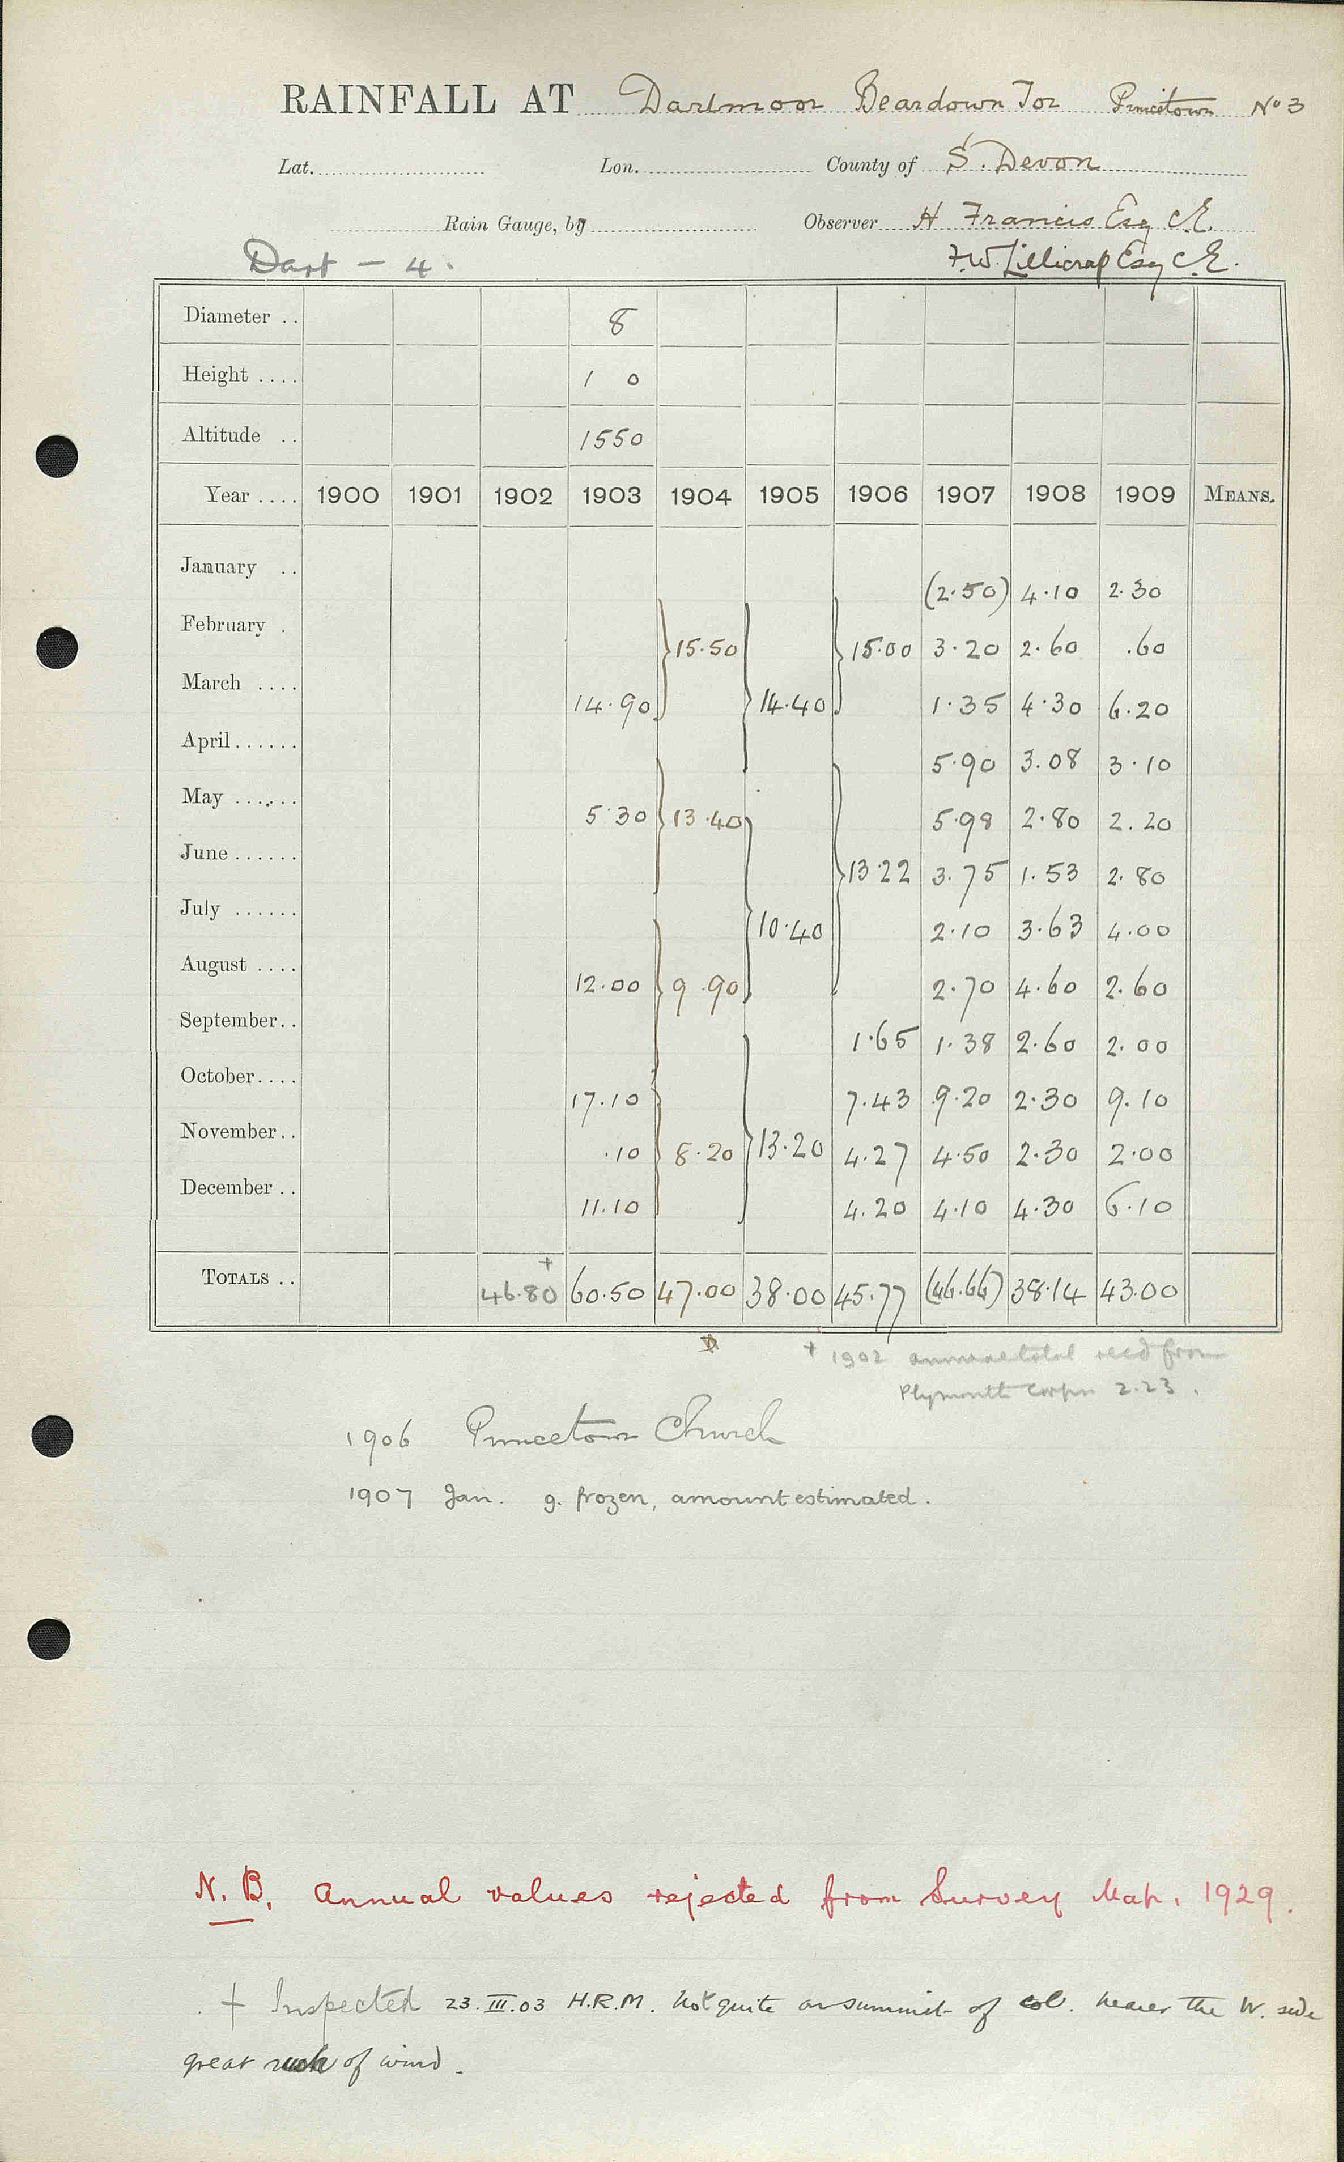 RAINFALL AT Dartmoor Beardown Tor Princetown No 3
Lat. Lon. County of S. Devon
Rain Gauge, by Observer H Francis Esq C.E.
Dart - 4. F.W. Lillicrap Esq C.E.
Diameter .. 8
Height .... 1 0
Altitude .. 1550
Year .... 1900 1901 1902 1903 1904 1905 1906 1907 1908 1909 MEANS.
January .. (2.50) 4.10 2.30
February . 15.50 15.00 3.20 2.60 .60
March .... 14.90 14.40 1.35 4.30 6.20
April ...... 5.90 3.08 3.10
May ...... 5.30 13.40 5.98 2.80 2.20
June ...... 13.22 3.75 1.53 2.80
July ...... 10.40 2.10 3.63 4.00
August .... 12.00 9.90 2.70 4.60 2.60
September.. 1.65 1.38 2.60 2.00
October.... 17.10 7.43 9.20 2.30 9.10
November.. .10 8.20 13.20 4.27 4.50 2.30 2.00
December .. 11.10 4.20 4.10 4.30 6.10
TOTALS .. 46.80+ 60.50 47.00 38.00 45.77 (46.66) 38.14 43.00
+ 1902 annual total recd from
Plymouth Corpn 2.23.
1906 Princetown Church
1907 Jan. g. frozen, amount estimated.
N.B. Annual values rejected from Survey Map. 1929.
+ Inspected 23.III.03 H.R.M. Not quite on summit of col. nearer the W. side
great rush of wind.